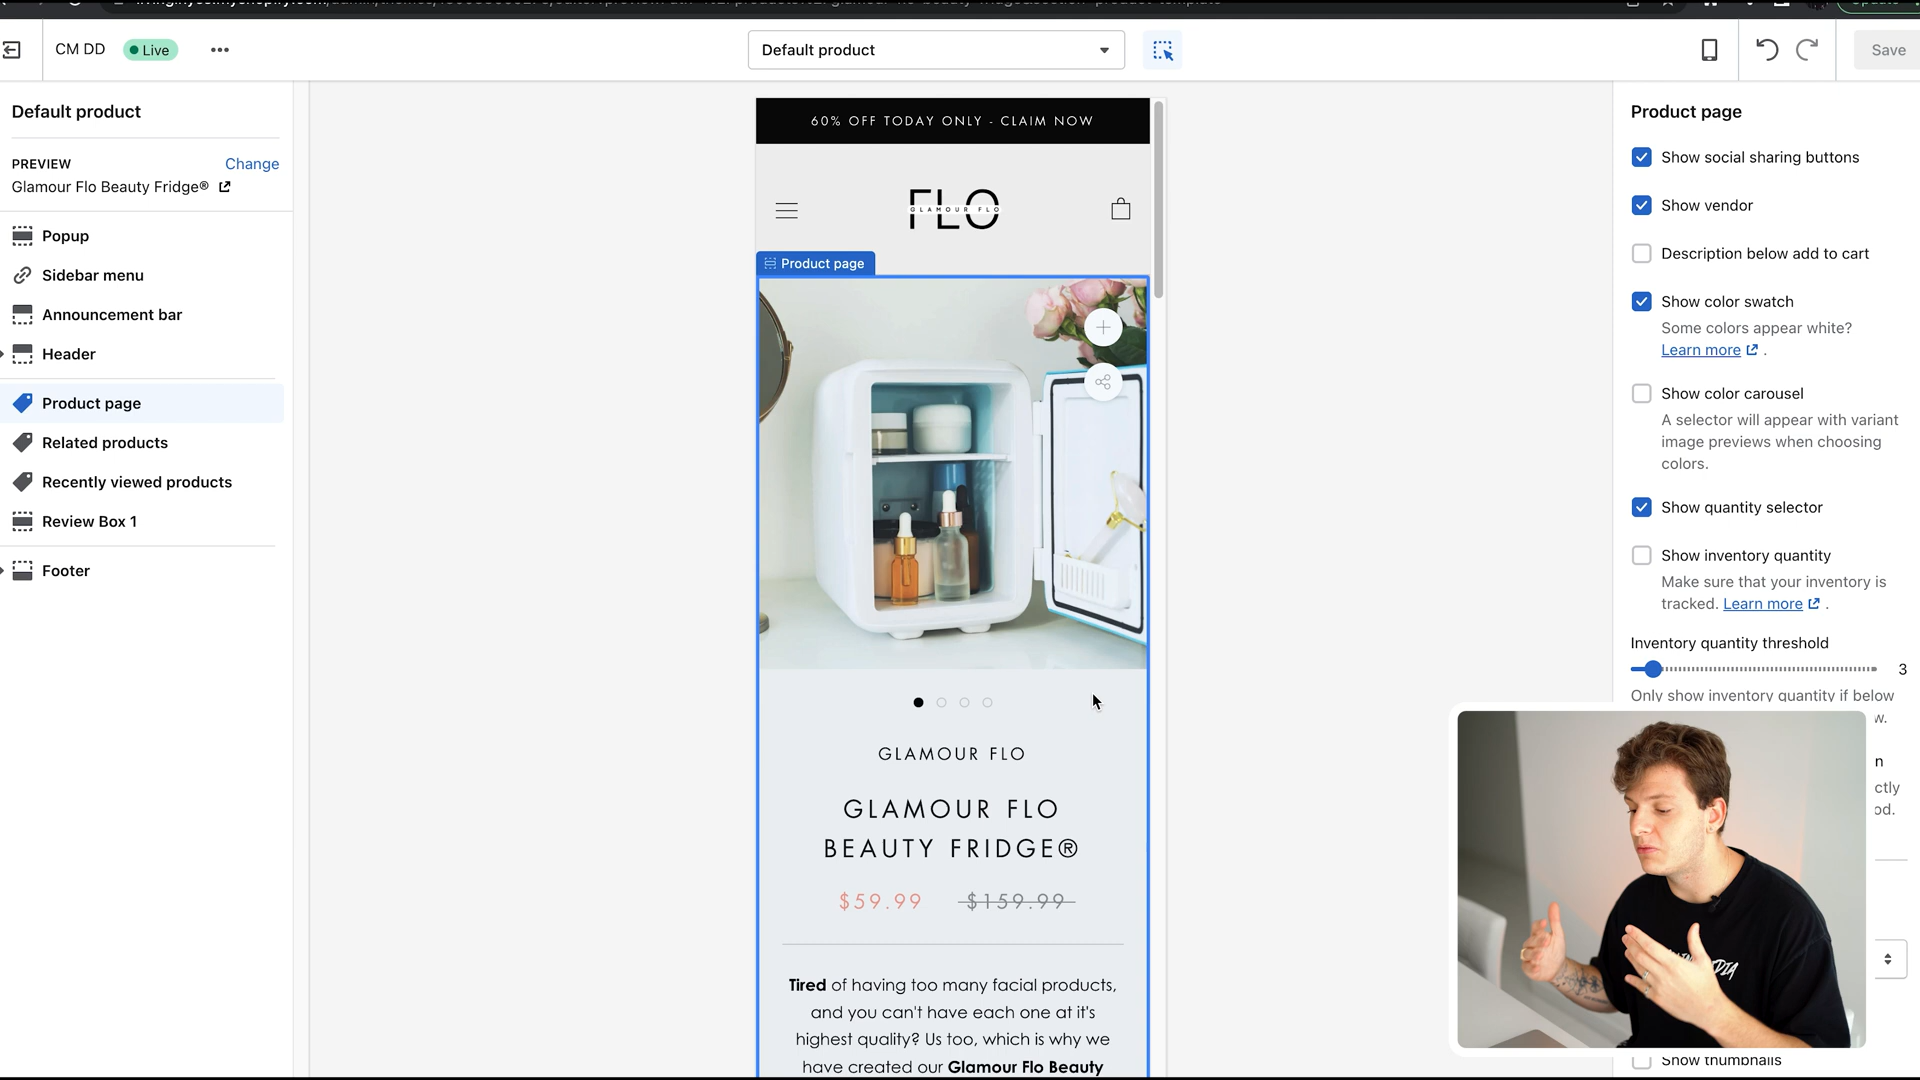 CM DD
Live
Default product
Save
Default product
PREVIEW
Change
Glamour Flo Beauty Fridge®
Popup
Sidebar menu
Announcement bar
Header
Product page
Related products
Recently viewed products
Review Box 1
Footer
60% OFF TODAY ONLY - CLAIM NOW
FLO
GLAMOUR FLO
Product page
GLAMOUR FLO
GLAMOUR FLO
BEAUTY FRIDGE®
$59.99 $159.99
Tired of having too many facial products,
and you can't have each one at it's
highest quality? Us too, which is why we
have created our Glamour Flo Beauty
Product page
Show social sharing buttons
Show vendor
Description below add to cart
Show color swatch
Some colors appear white?
Learn more .
Show color carousel
A selector will appear with variant
image previews when choosing
colors.
Show quantity selector
Show inventory quantity
Make sure that your inventory is
tracked. Learn more .
Inventory quantity threshold
3
Only show inventory quantity if below
Show thumbnails